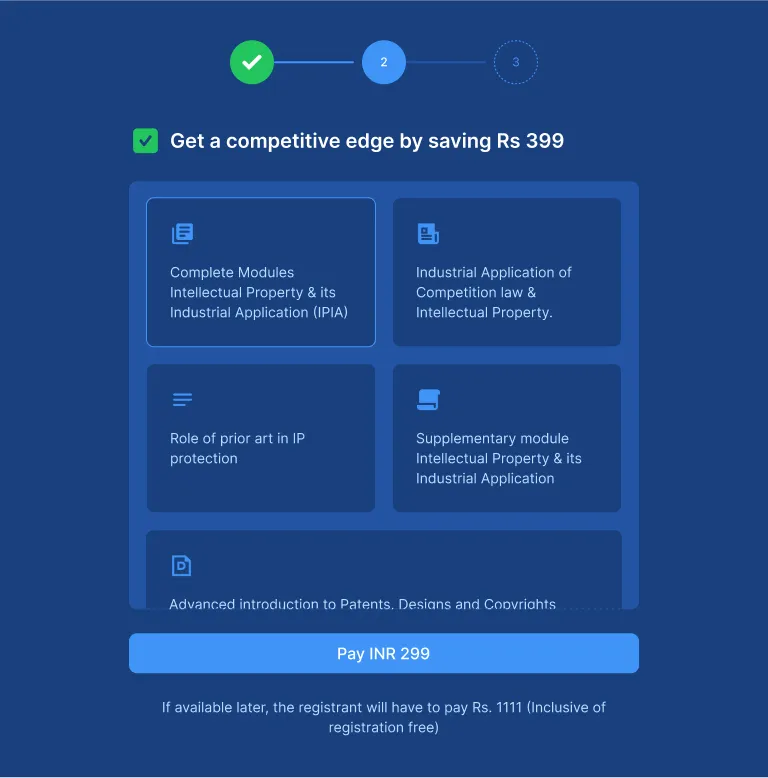 2
3
Get a competitive edge by saving Rs 399
Complete Modules
Intellectual Property & its
Industrial Application (IPIA)
Industrial Application of
Competition law &
Intellectual Property.
Role of prior art in IP
protection
Supplementary module
Intellectual Property & its
Industrial Application
Advanced introduction to Patents, Designs and Copyrights
Pay INR 299
If available later, the registrant will have to pay Rs. 1111 (Inclusive of
registration free)